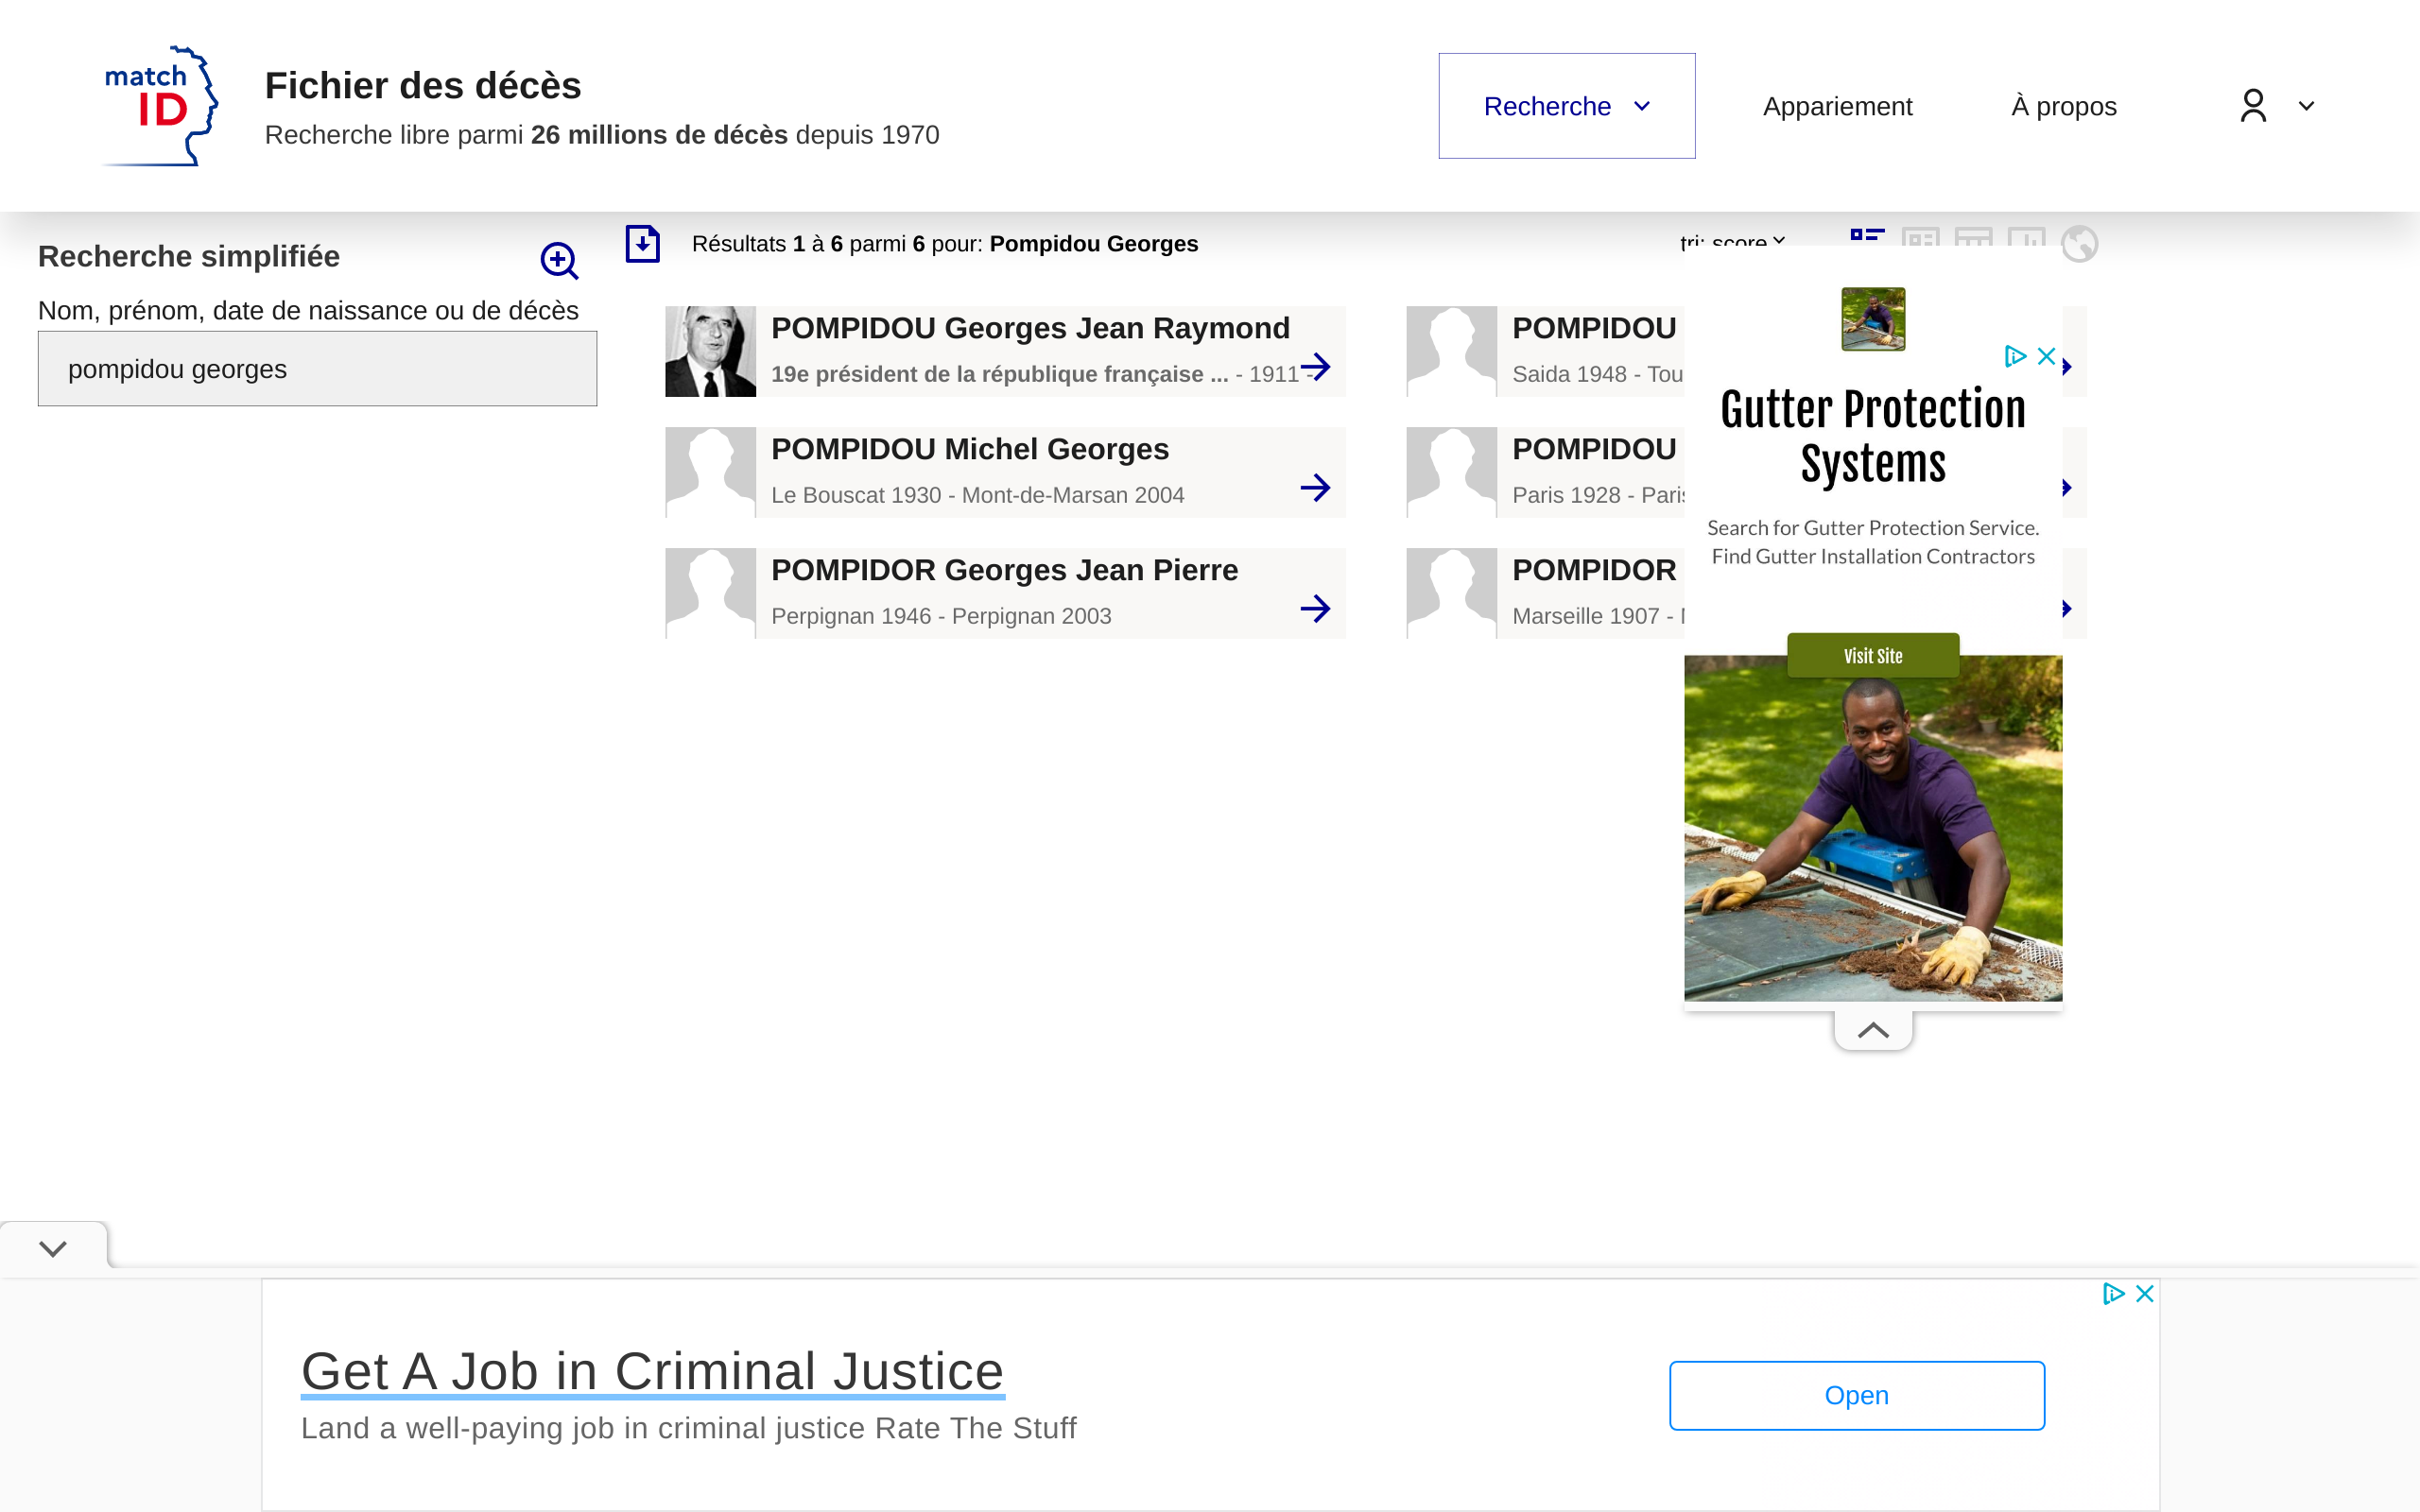 match
ID
Fichier des décès
Recherche libre parmi 26 millions de décès depuis 1970
Recherche
Appariement
À propos
Recherche simplifiée
Nom, prénom, date de naissance ou de décès
pompidou georges
Résultats 1 à 6 parmi 6 pour: Pompidou Georges
tri: score
POMPIDOU Georges Jean Raymond
19e président de la république française ... - 1911 -
POMPIDOU
Saida 1948 - Tou
POMPIDOU Michel Georges
Le Bouscat 1930 - Mont-de-Marsan 2004
POMPIDOU
Paris 1928 - Paris
POMPIDOR Georges Jean Pierre
Perpignan 1946 - Perpignan 2003
POMPIDOR
Marseille 1907 -
Gutter Protection
Systems
Search for Gutter Protection Service.
Find Gutter Installation Contractors
Visit Site
Get A Job in Criminal Justice
Land a well-paying job in criminal justice Rate The Stuff
Open